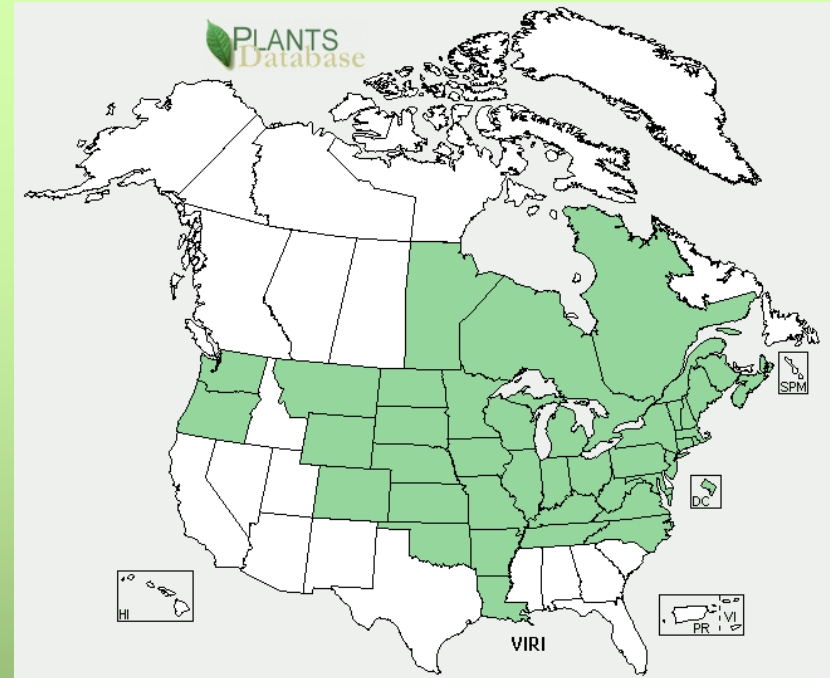 PLANTS
Database
SPM
DC
HI
PR
VI
VIRI